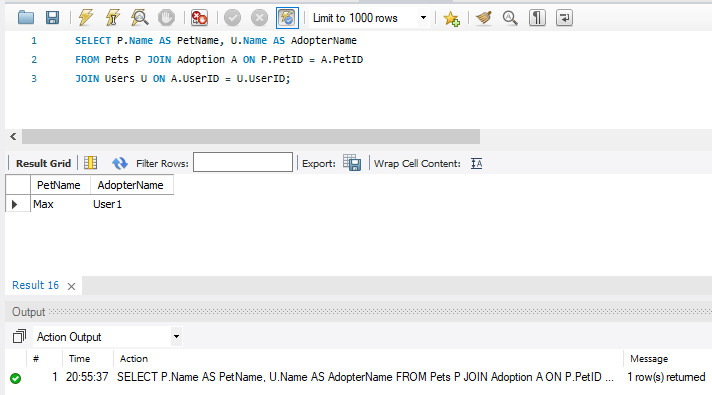 Limit to 1000 rows
1 SELECT P.Name AS PetName, U.Name AS AdopterName
2 FROM Pets P JOIN Adoption A ON P.PetID = A.PetID
3 JOIN Users U ON A.UserID = U.UserID;
Result Grid Filter Rows: Export: Wrap Cell Content: IA
PetName AdopterName
Max User1
Result 16
Output
Action Output
# Time Action Message
1 20:55:37 SELECT P.Name AS PetName, U.Name AS AdopterName FROM Pets P JOIN Adoption A ON P.PetID ... 1 row(s) returned